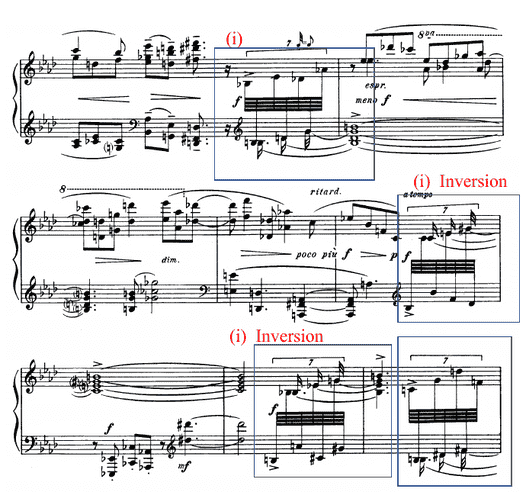 (i)
7
8va
f
espr.
meno f
8
ritard.
(i) Inversion
a tempo
7
dim.
poco più f
p f
(i) Inversion
7
7
f
f
mf